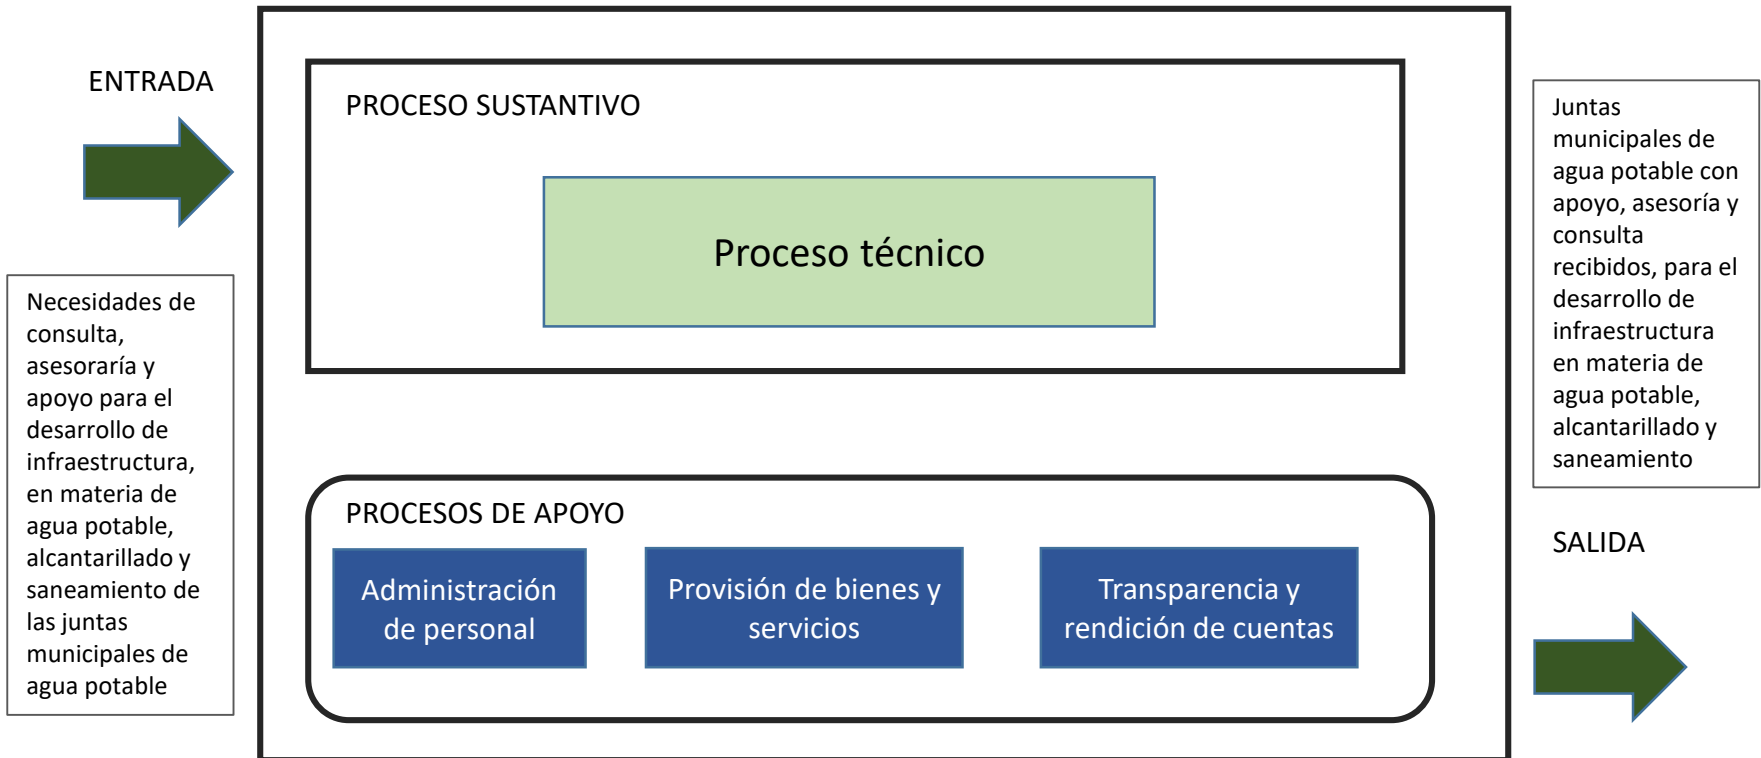 ENTRADA
Necesidades de
consulta,
asesoraría y
apoyo para el
desarrollo de
infraestructura,
en materia de
agua potable,
alcantarillado y
saneamiento de
las juntas
municipales de
agua potable
PROCESO SUSTANTIVO
Proceso técnico
PROCESOS DE APOYO
Administración
de personal
Provisión de bienes y
servicios
Transparencia y
rendición de cuentas
Juntas
municipales de
agua potable con
apoyo, asesoría y
consulta
recibidos, para el
desarrollo de
infraestructura
en materia de
agua potable,
alcantarillado y
saneamiento
SALIDA